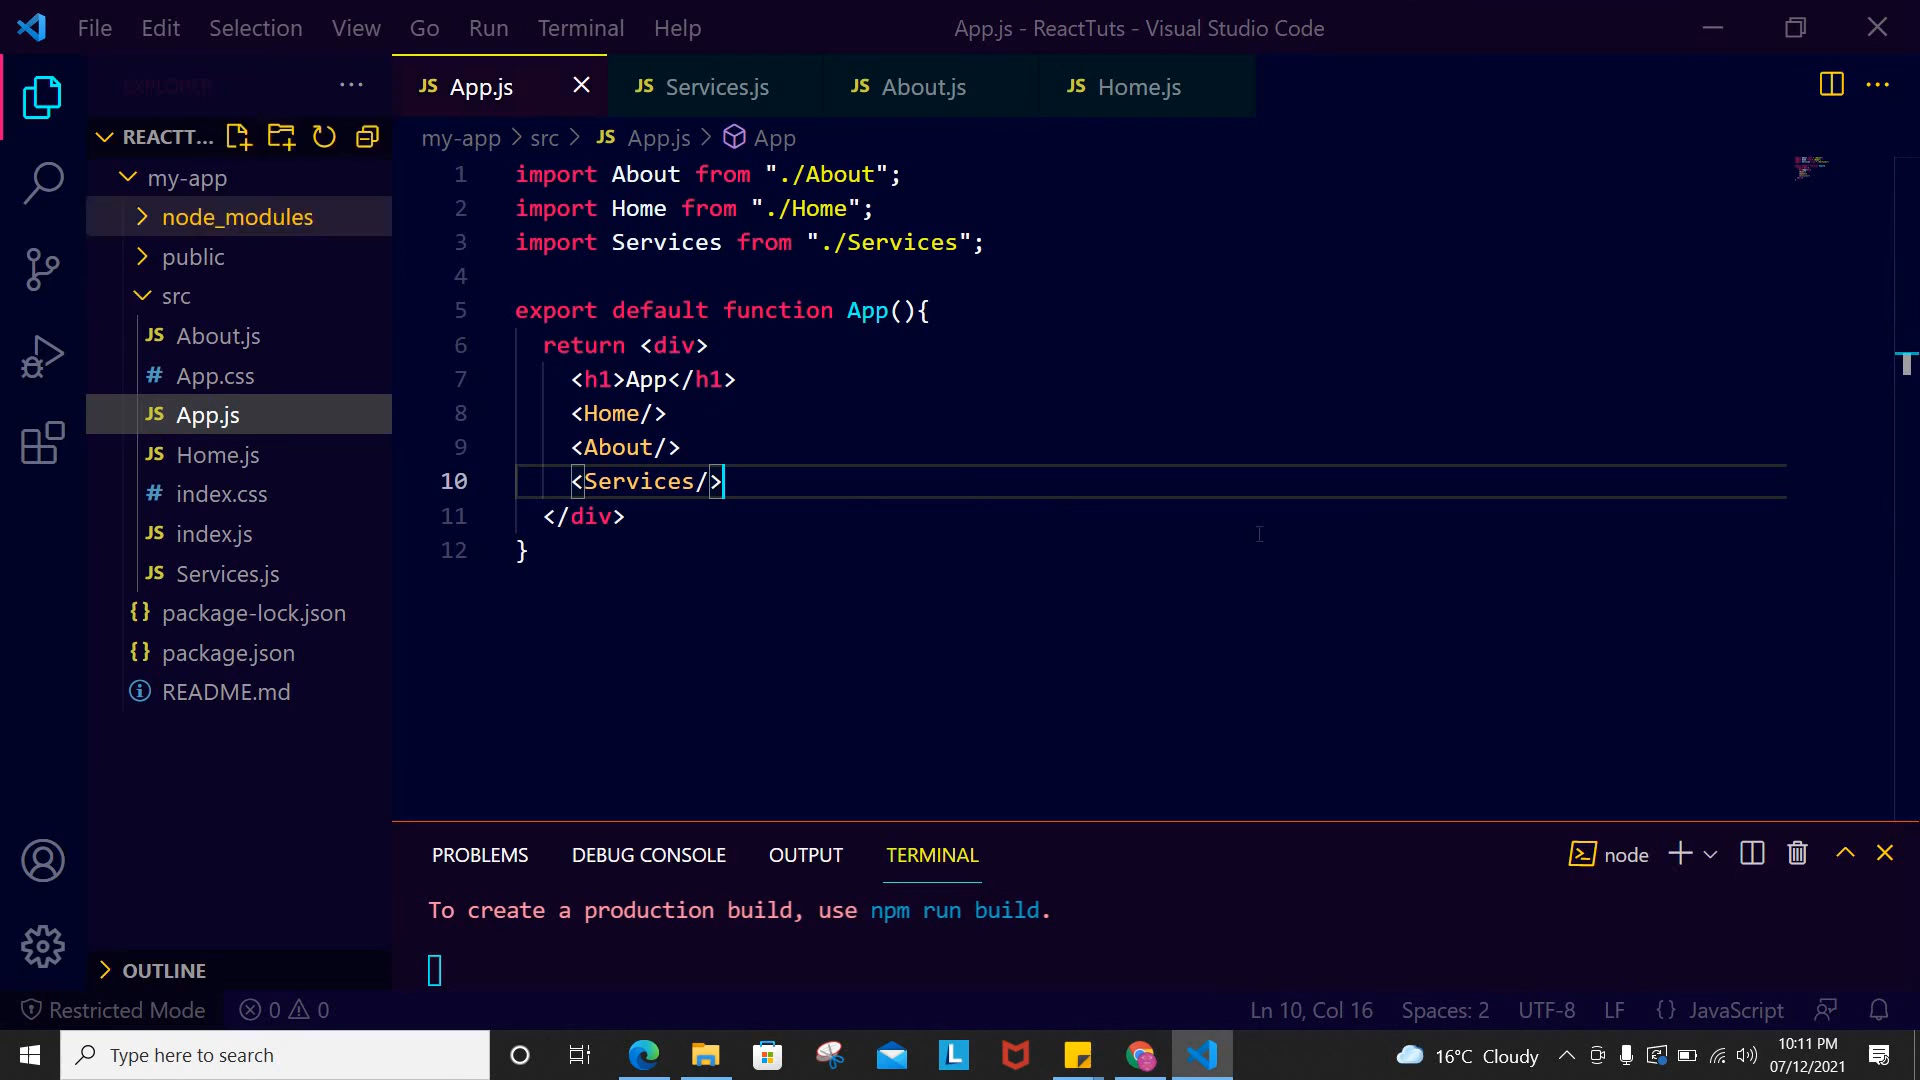 File Edit Selection View Go Run Terminal Help
App.js - ReactTuts - Visual Studio Code
EXPLORER
JS App.js
JS Services.js
JS About.js
JS Home.js
REACTT...
my-app > src > JS App.js > App
my-app
node_modules
public
src
JS About.js
# App.css
JS App.js
JS Home.js
# index.css
JS index.js
JS Services.js
{} package-lock.json
{} package.json
README.md
OUTLINE
1 import About from "./About";
2 import Home from "./Home";
3 import Services from "./Services";
4
5 export default function App(){
6 return <div>
7 <h1>App</h1>
8 <Home/>
9 <About/>
10 <Services/>
11 </div>
12 }
PROBLEMS DEBUG CONSOLE OUTPUT TERMINAL
node
To create a production build, use npm run build.
Restricted Mode 0 0
Ln 10, Col 16 Spaces: 2 UTF-8 LF {} JavaScript
Type here to search
L
16°C Cloudy
10:11 PM
07/12/2021